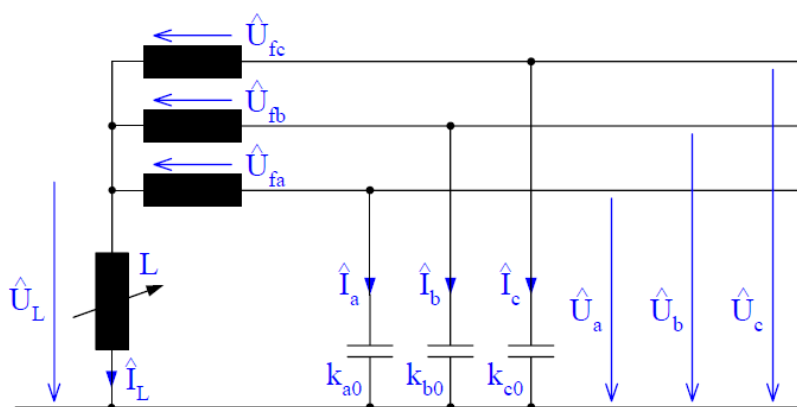 Û_fc
Û_fb
Û_fa
Û_L
L
Î_L
Î_a
Î_b
Î_c
k_a0
k_b0
k_c0
Û_a
Û_b
Û_c